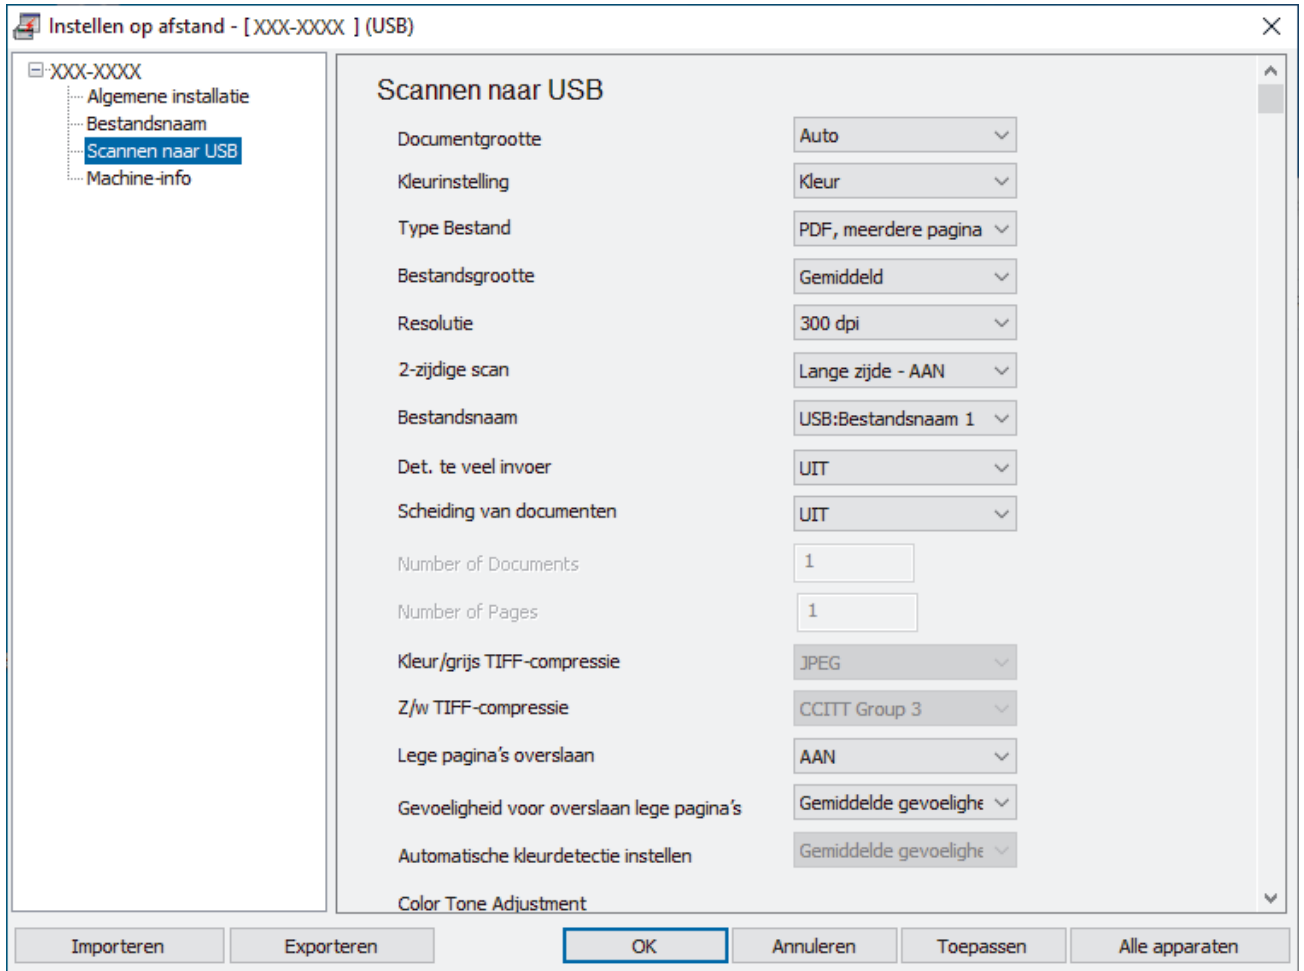 Instellen op afstand - [ XXX-XXXX ] (USB)
XXX-XXXX
Algemene installatie
Bestandsnaam
Scannen naar USB
Machine-info
Scannen naar USB
Documentgrootte Auto
Kleurinstelling Kleur
Type Bestand PDF, meerdere pagina
Bestandsgrootte Gemiddeld
Resolutie 300 dpi
2-zijdige scan Lange zijde - AAN
Bestandsnaam USB:Bestandsnaam 1
Det. te veel invoer UIT
Scheiding van documenten UIT
Number of Documents 1
Number of Pages 1
Kleur/grijs TIFF-compressie JPEG
Z/w TIFF-compressie CCITT Group 3
Lege pagina's overslaan AAN
Gevoeligheid voor overslaan lege pagina's Gemiddelde gevoelighe
Automatische kleurdetectie instellen Gemiddelde gevoelighe
Color Tone Adjustment
Importeren Exporteren OK Annuleren Toepassen Alle apparaten